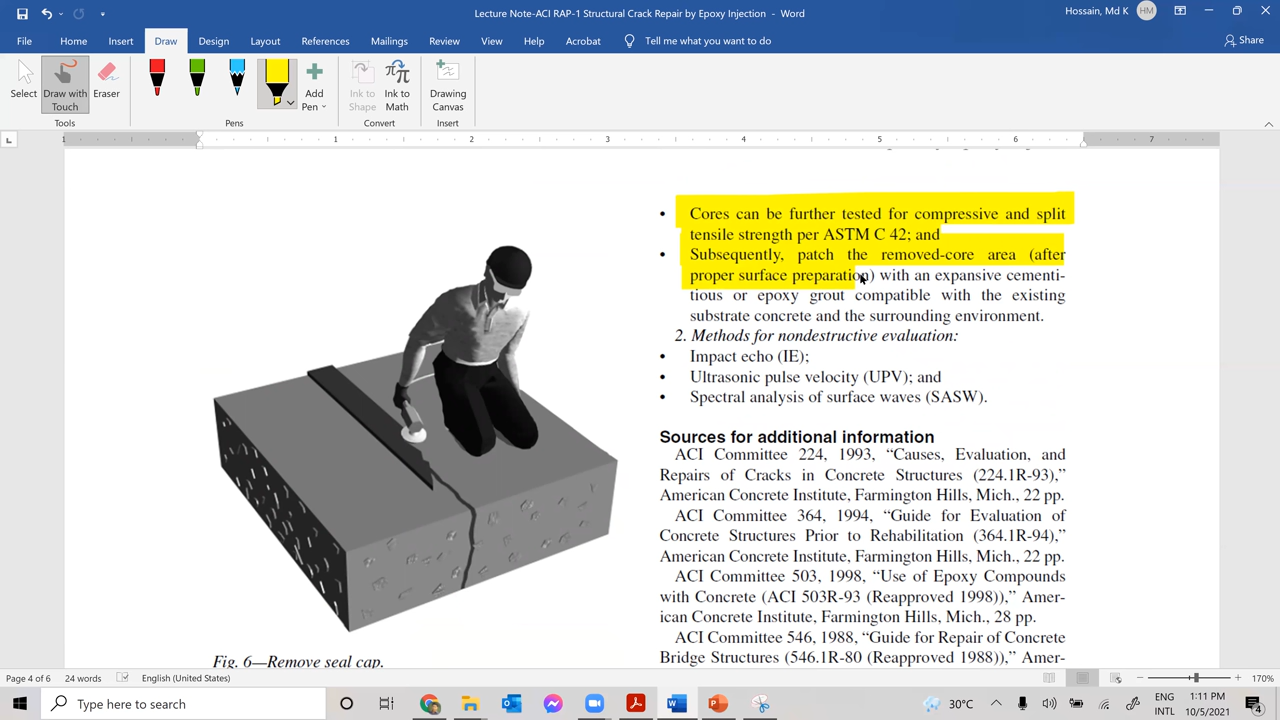 Lecture Note-ACI RAP-1 Structural Crack Repair by Epoxy Injection - Word
Hossain, Md K
HM
File Home Insert Draw Design Layout References Mailings Review View Help Acrobat Tell me what you want to do
Share
Select
Draw with Touch
Eraser
Add Pen
Ink to Shape
Ink to Math
Drawing Canvas
Tools
Pens
Convert
Insert
1 1 2 3 4 5 6 7
• Cores can be further tested for compressive and split
tensile strength per ASTM C 42; and
• Subsequently, patch the removed-core area (after
proper surface preparation) with an expansive cementi-
tious or epoxy grout compatible with the existing
substrate concrete and the surrounding environment.
2. Methods for nondestructive evaluation:
• Impact echo (IE);
• Ultrasonic pulse velocity (UPV); and
• Spectral analysis of surface waves (SASW).
Sources for additional information
ACI Committee 224, 1993, “Causes, Evaluation, and
Repairs of Cracks in Concrete Structures (224.1R-93),”
American Concrete Institute, Farmington Hills, Mich., 22 pp.
ACI Committee 364, 1994, “Guide for Evaluation of
Concrete Structures Prior to Rehabilitation (364.1R-94),”
American Concrete Institute, Farmington Hills, Mich., 22 pp.
ACI Committee 503, 1998, “Use of Epoxy Compounds
with Concrete (ACI 503R-93 (Reapproved 1998)),” Amer-
ican Concrete Institute, Farmington Hills, Mich., 28 pp.
ACI Committee 546, 1988, “Guide for Repair of Concrete
Bridge Structures (546.1R-80 (Reapproved 1988)),” Amer-
Fig. 6—Remove seal cap.
Page 4 of 6 24 words English (United States)
170%
Type here to search
30°C
ENG
INTL
1:11 PM
10/5/2021
4